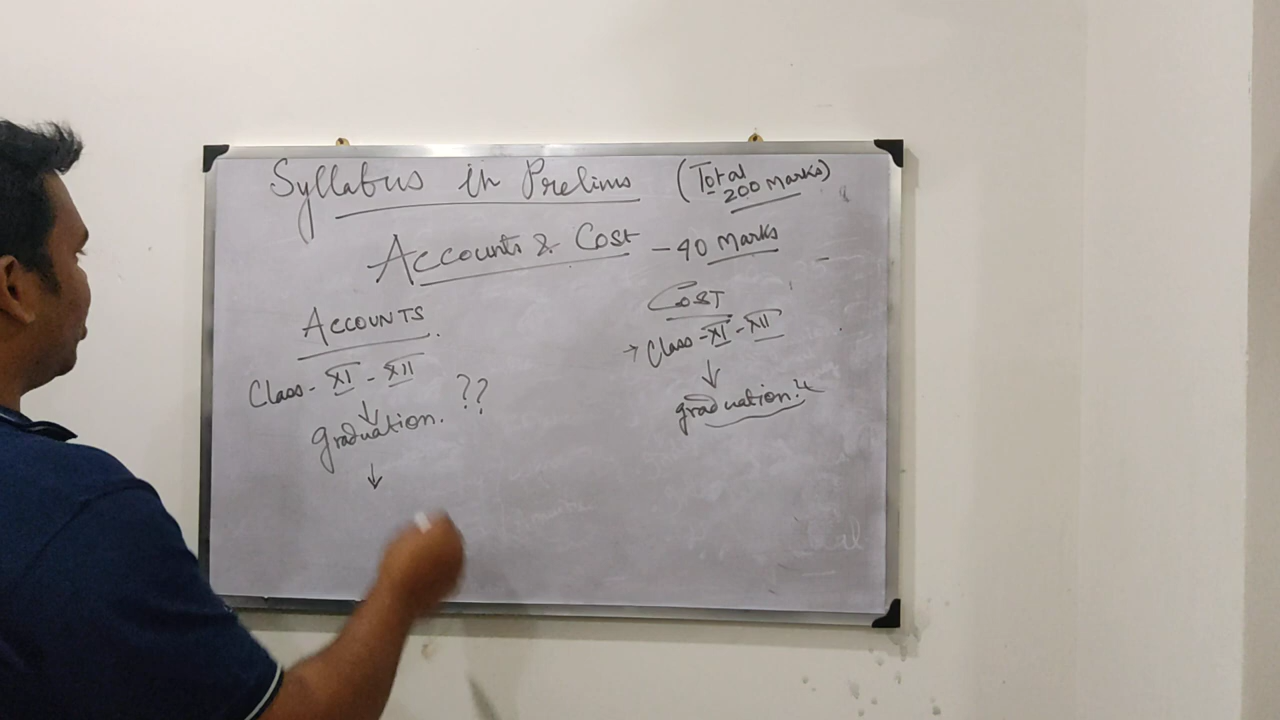 Syllabus in Prelims (Total 200 Marks)
Accounts & Cost - 40 Marks
ACCOUNTS
Class - XI - XII
↓
graduation. ??
↓
COST
→ Class - XI - XII
↓
graduation.